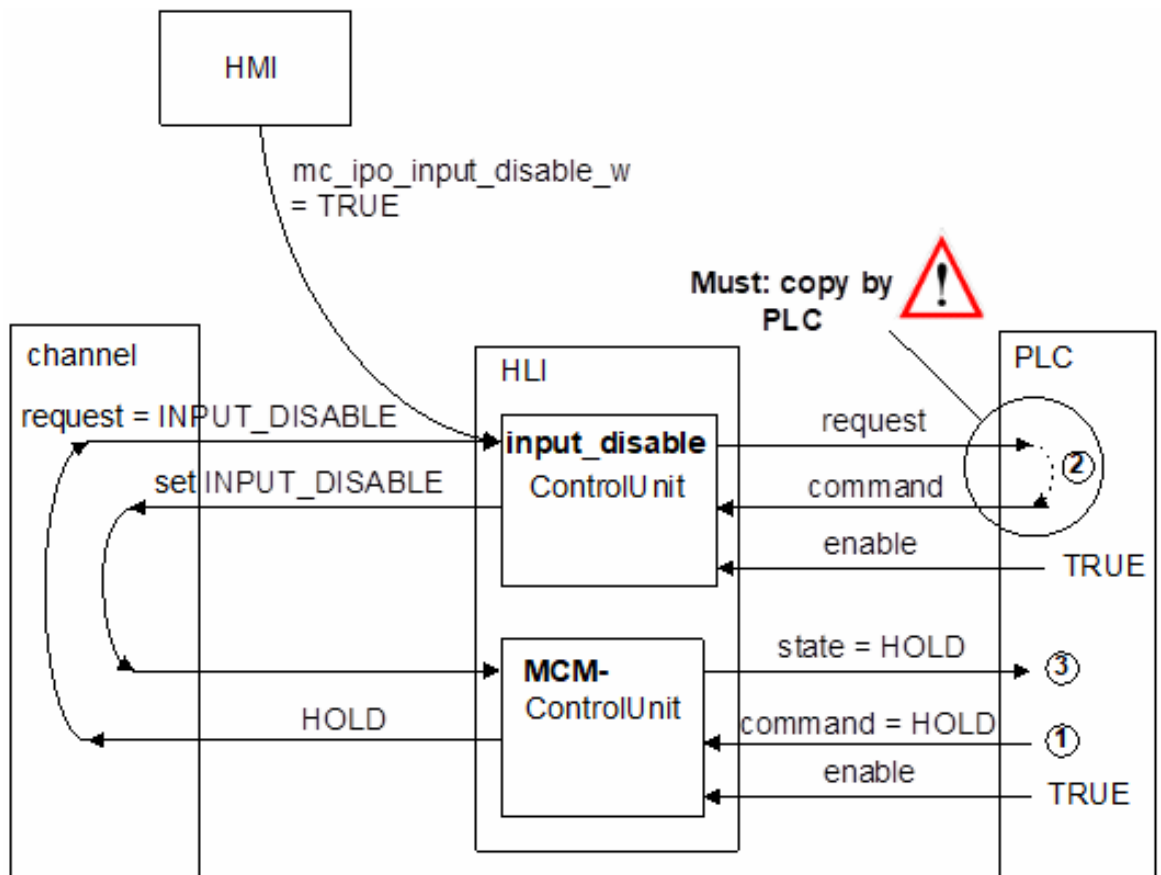 HMI
mc_ipo_input_disable_w
= TRUE
Must: copy by
PLC
!
channel
HLI
PLC
request = INPUT_DISABLE
input_disable
ControlUnit
request
2
set INPUT_DISABLE
command
enable
TRUE
MCM-
ControlUnit
state = HOLD
3
HOLD
command = HOLD
1
enable
TRUE